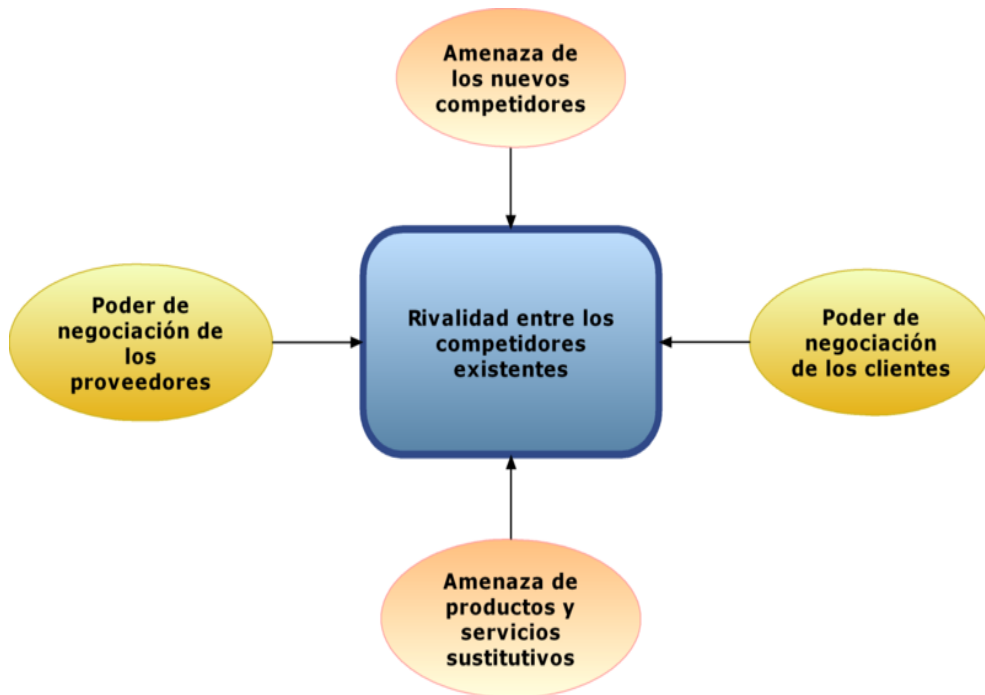 Amenaza de
los nuevos
competidores
Poder de
negociación de
los
proveedores
Rivalidad entre los
competidores
existentes
Poder de
negociación
de los clientes
Amenaza de
productos y
servicios
sustitutivos